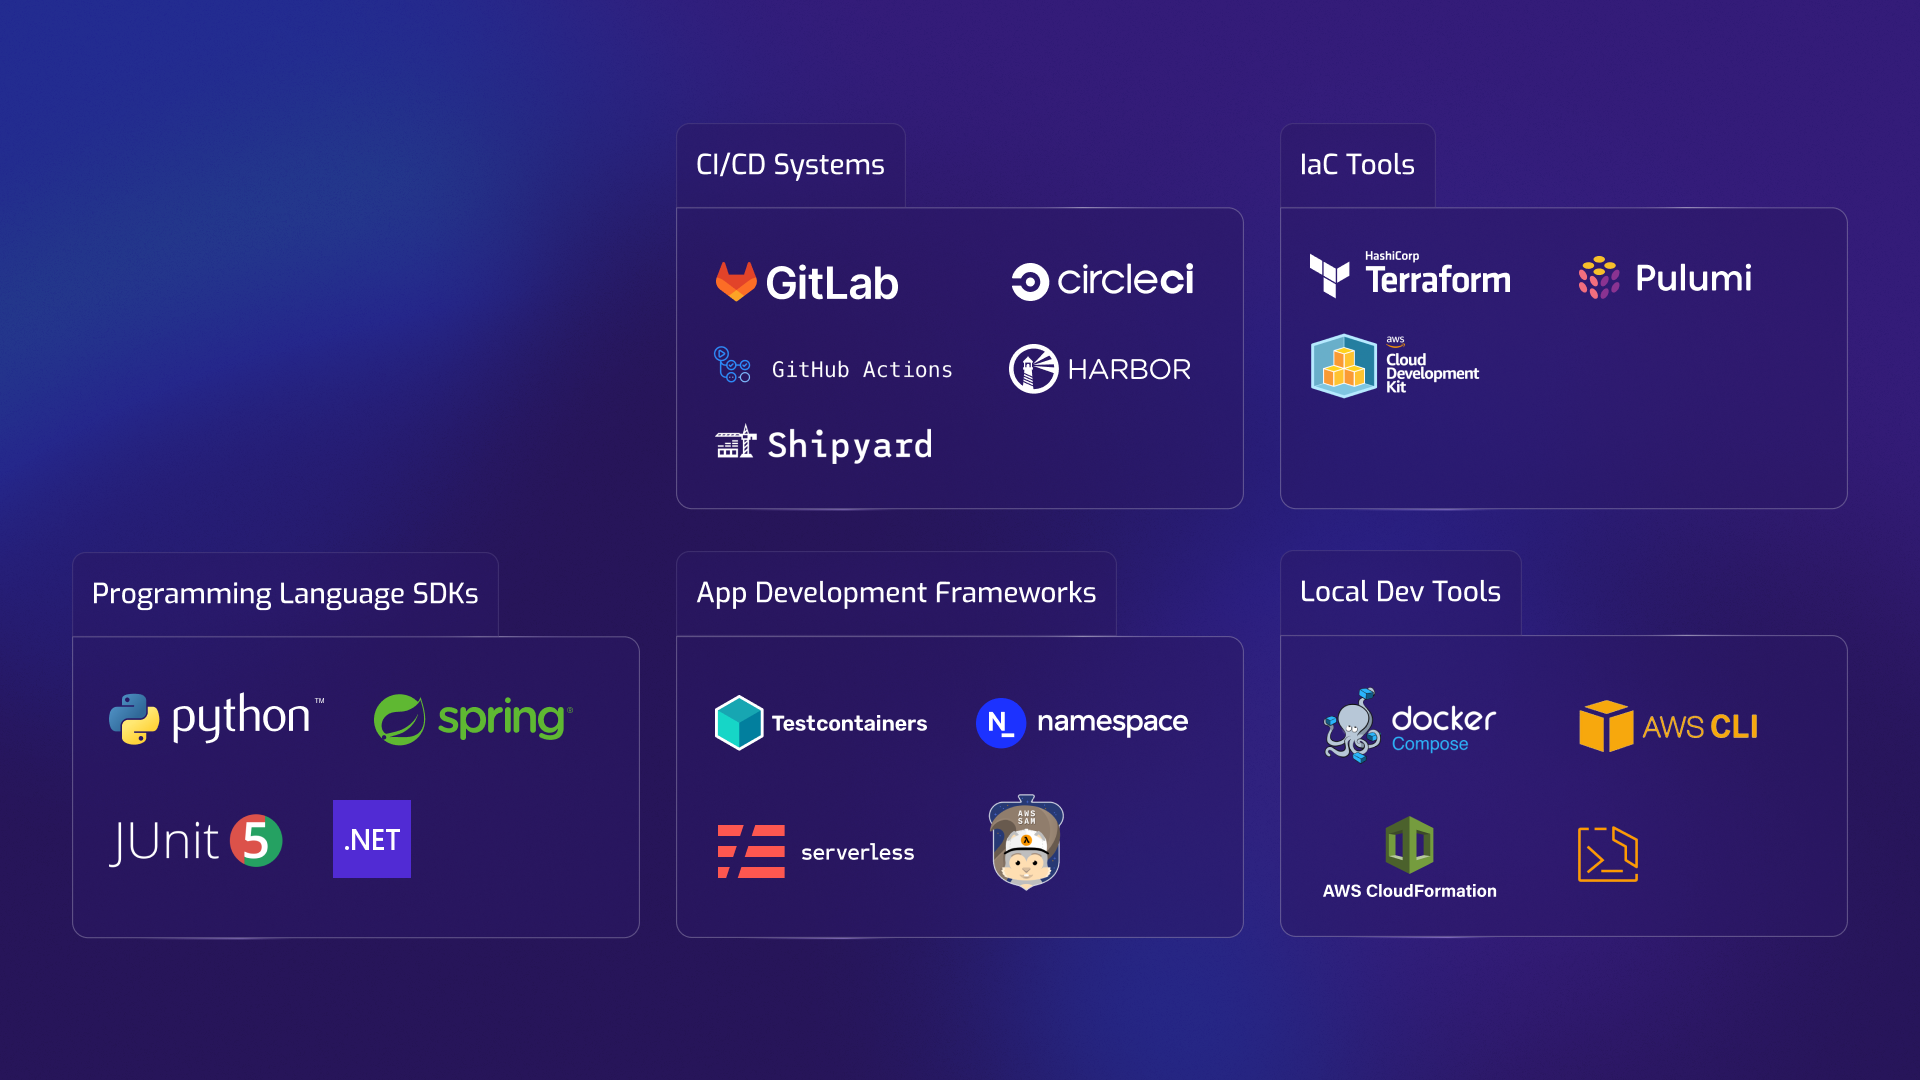 CI/CD Systems
GitLab
circleci
GitHub Actions
HARBOR
Shipyard
IaC Tools
HashiCorp
Terraform
Pulumi
aws
Cloud
Development
Kit
Programming Language SDKs
python™
spring®
JUnit 5
.NET
App Development Frameworks
Testcontainers
N_ namespace
serverless
AWS
SAM
λ
Local Dev Tools
docker
Compose
AWS CLI
AWS CloudFormation